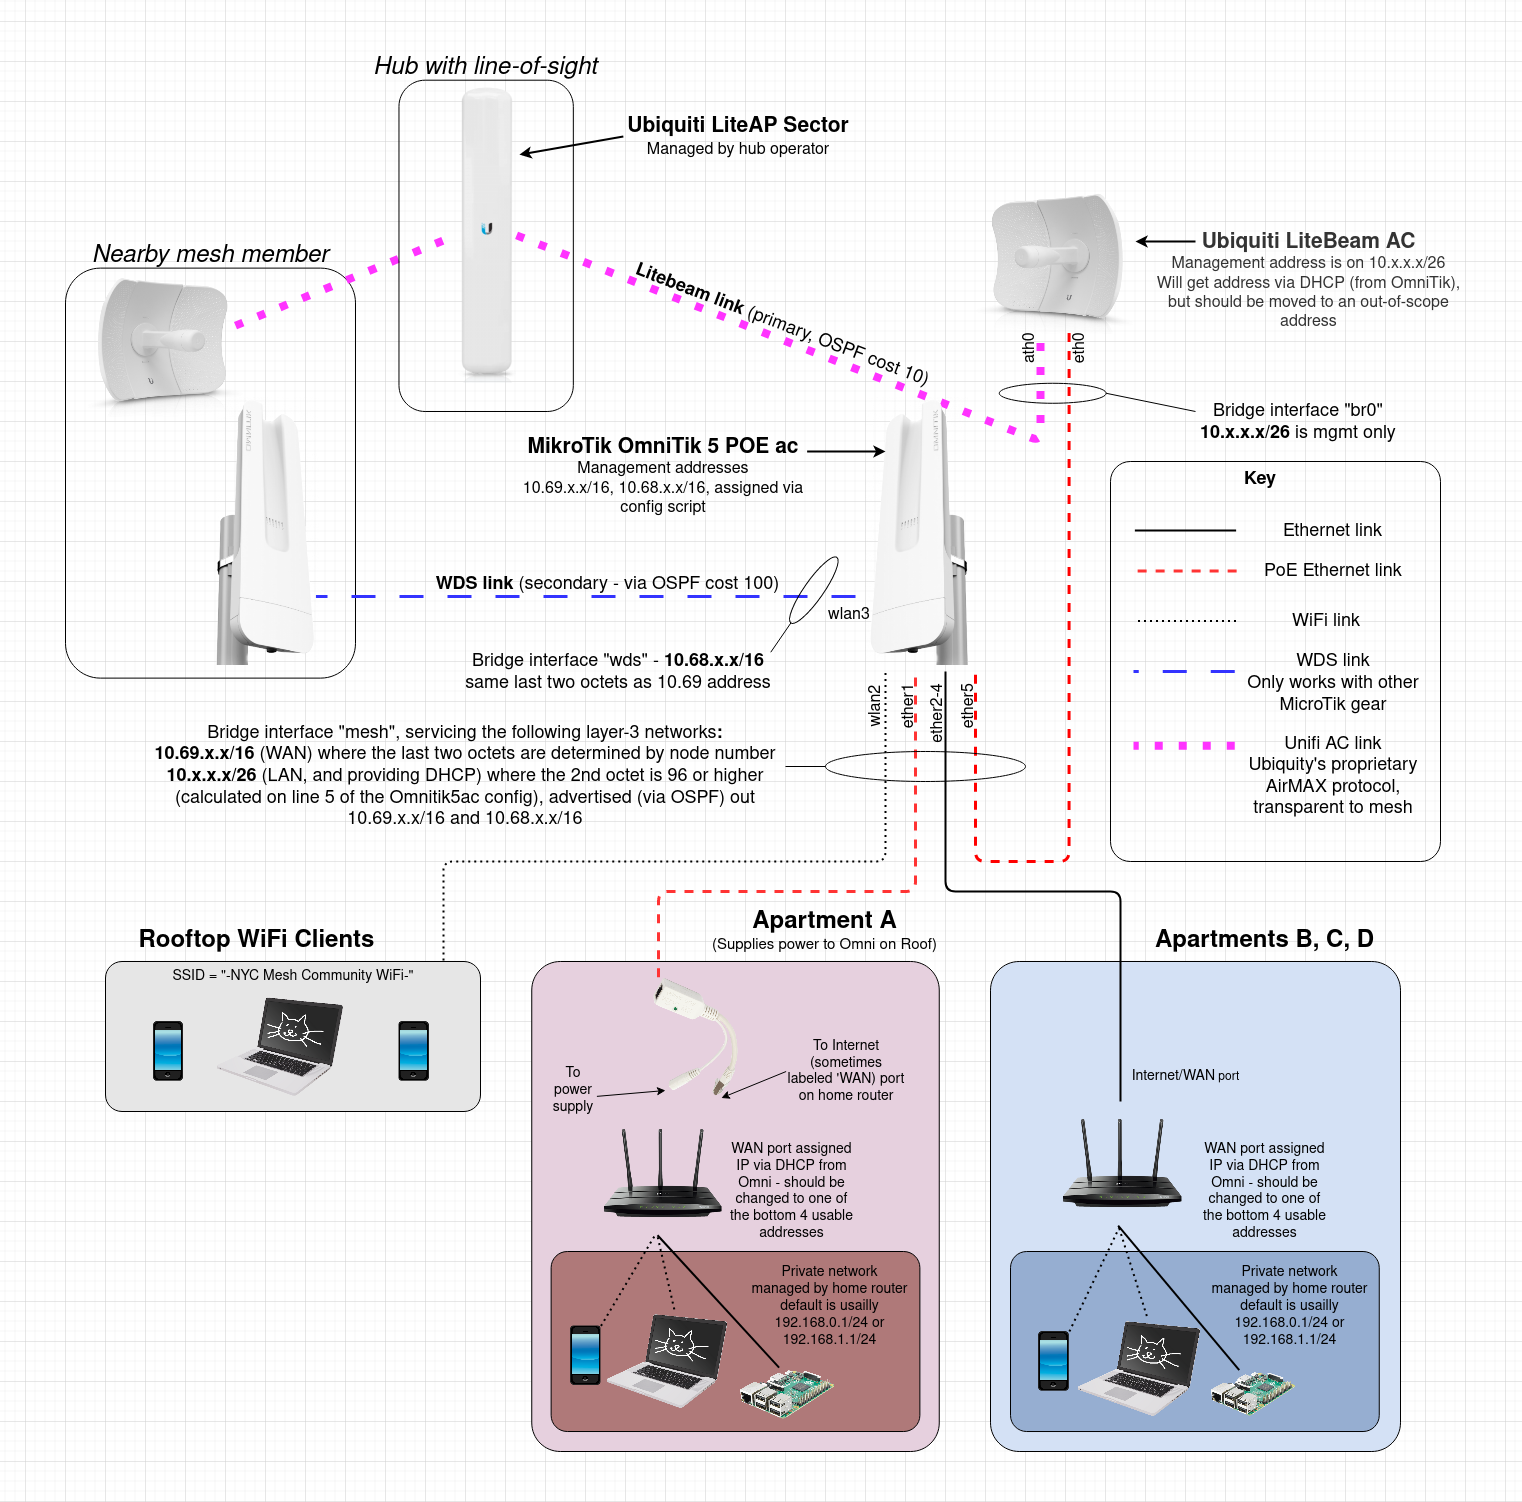 Hub with line-of-sight
Ubiquiti LiteAP Sector
Managed by hub operator
Nearby mesh member
Litebeam link (primary, OSPF cost 10)
Ubiquiti LiteBeam AC
Management address is on 10.x.x.x/26
Will get address via DHCP (from OmniTik),
but should be moved to an out-of-scope
address
ath0
eth0
Bridge interface "br0"
10.x.x.x/26 is mgmt only
MikroTik OmniTik 5 POE ac
Management addresses
10.69.x.x/16, 10.68.x.x/16, assigned via
config script
Key
Ethernet link
PoE Ethernet link
WiFi link
WDS link
Only works with other
MicroTik gear
Unifi AC link
Ubiquity's proprietary
AirMAX protocol,
transparent to mesh
WDS link (secondary - via OSPF cost 100)
wlan3
Bridge interface "wds" - 10.68.x.x/16
same last two octets as 10.69 address
wlan2
ether1
ether2-4
ether5
Bridge interface "mesh", servicing the following layer-3 networks:
10.69.x.x/16 (WAN) where the last two octets are determined by node number
10.x.x.x/26 (LAN, and providing DHCP) where the 2nd octet is 96 or higher
(calculated on line 5 of the Omnitik5ac config), advertised (via OSPF) out
10.69.x.x/16 and 10.68.x.x/16
Rooftop WiFi Clients
SSID = "-NYC Mesh Community WiFi-"
Apartment A
(Supplies power to Omni on Roof)
To
power
supply
To Internet
(sometimes
labeled 'WAN) port
on home router
WAN port assigned
IP via DHCP from
Omni - should be
changed to one of
the bottom 4 usable
addresses
Private network
managed by home router
default is usailly
192.168.0.1/24 or
192.168.1.1/24
Apartments B, C, D
Internet/WAN port
WAN port assigned
IP via DHCP from
Omni - should be
changed to one of
the bottom 4 usable
addresses
Private network
managed by home router
default is usailly
192.168.0.1/24 or
192.168.1.1/24